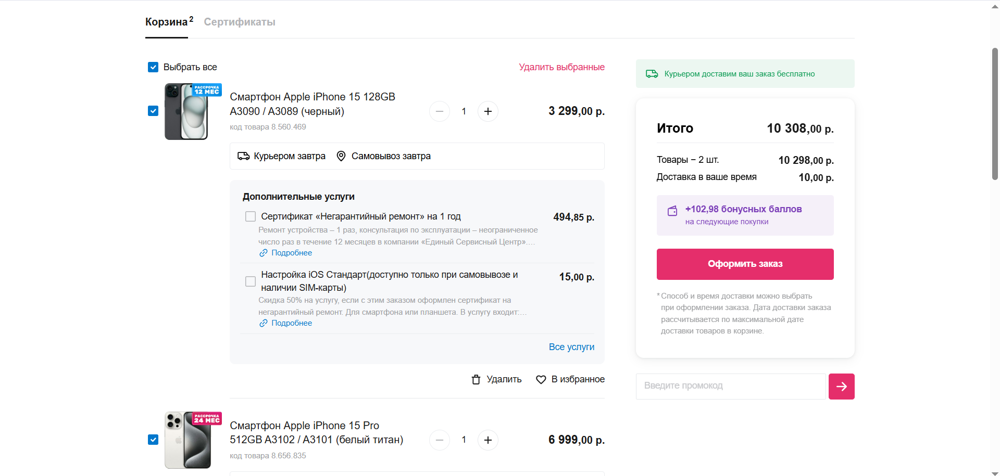 Корзина 2 Сертификаты
Выбрать все
Удалить выбранные
РАССРОЧКА
12 МЕС
Смартфон Apple iPhone 15 128GB
A3090 / A3089 (черный)
код товара 8.560.469
1
3 299,00 р.
Курьером завтра Самовывоз завтра
Дополнительные услуги
Сертификат «Негарантийный ремонт» на 1 год
494,85 р.
Ремонт устройства – 1 раз, консультация по эксплуатации – неограниченное
число раз в течение 12 месяцев в компании «Единый Сервисный Центр»....
Подробнее
Настройка iOS Стандарт(доступно только при самовывозе и
наличии SIM-карты)
15,00 р.
Скидка 50% на услугу, если с этим заказом оформлен сертификат на
негарантийный ремонт. Для смартфона или планшета. В услугу входит:...
Подробнее
Все услуги
Удалить В избранное
РАССРОЧКА
24 МЕС
Смартфон Apple iPhone 15 Pro
512GB A3102 / A3101 (белый титан)
код товара 8.656.835
1
6 999,00 р.
Курьером доставим ваш заказ бесплатно
Итого 10 308,00 р.
Товары – 2 шт. 10 298,00 р.
Доставка в ваше время 10,00 р.
+102,98 бонусных баллов
на следующие покупки
Оформить заказ
* Способ и время доставки можно выбрать
при оформлении заказа. Дата доставки заказа
рассчитывается по максимальной дате
доставки товаров в корзине.
Введите промокод